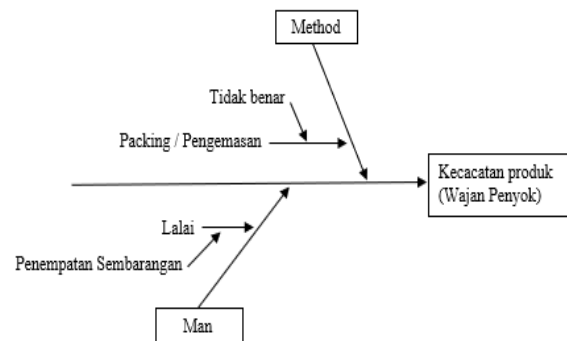 Method
Tidak benar
Packing / Pengemasan
Kecacatan produk
(Wajan Penyok)
Lalai
Penempatan Sembarangan
Man